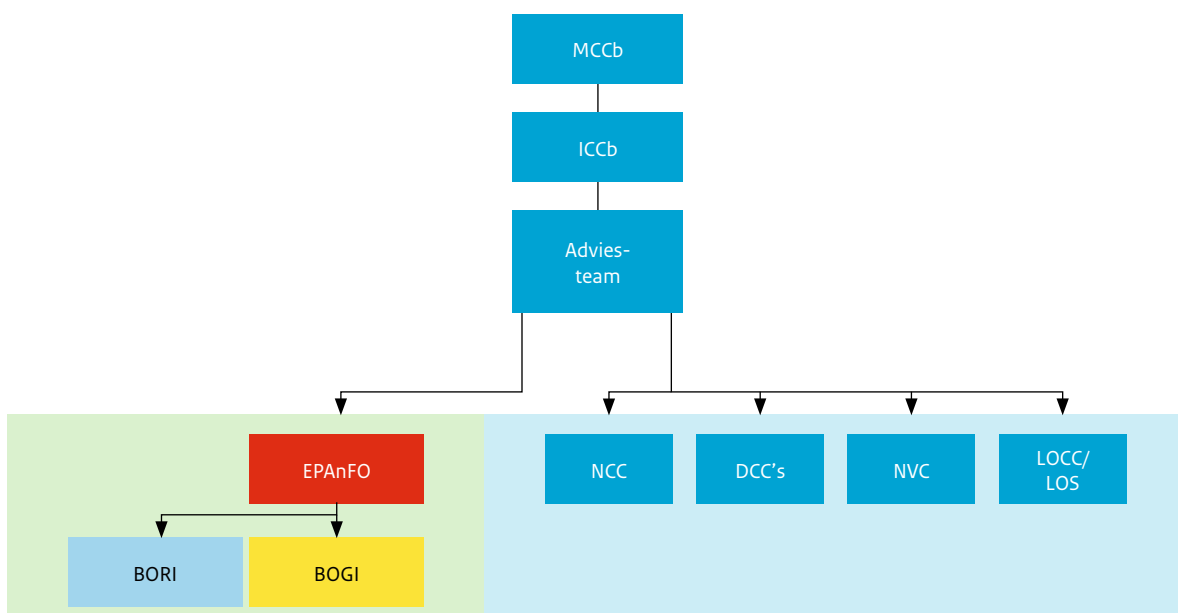 MCCb
ICCb
Advies-
team
EPAnFO
NCC
DCC's
NVC
LOCC/
LOS
BORI
BOGI